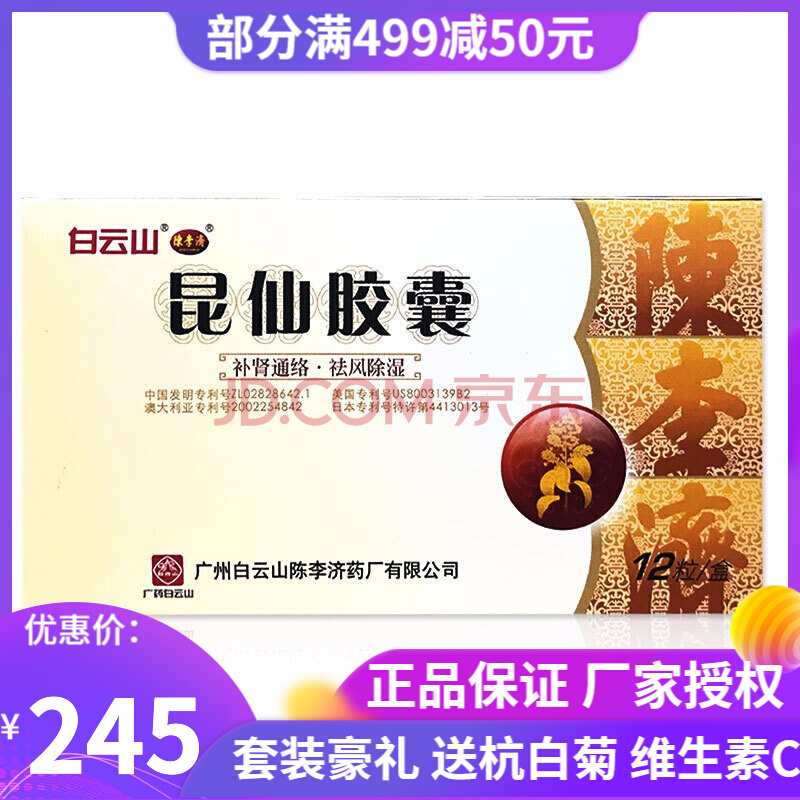 部分满499减50元
白云山® 陳李濟®
昆仙胶囊
补肾通络·祛风除湿
JD.COM 京东
中国发明专利号ZL02828642.1 美国专利号US8003139B2
澳大利亚专利号2002254842 日本专利号特许第4413013号
陳
李
濟
12粒/盒
广州白云山陈李济药厂有限公司
广药白云山
优惠价：
¥245
正品保证 厂家授权
套装豪礼 送杭白菊 维生素C